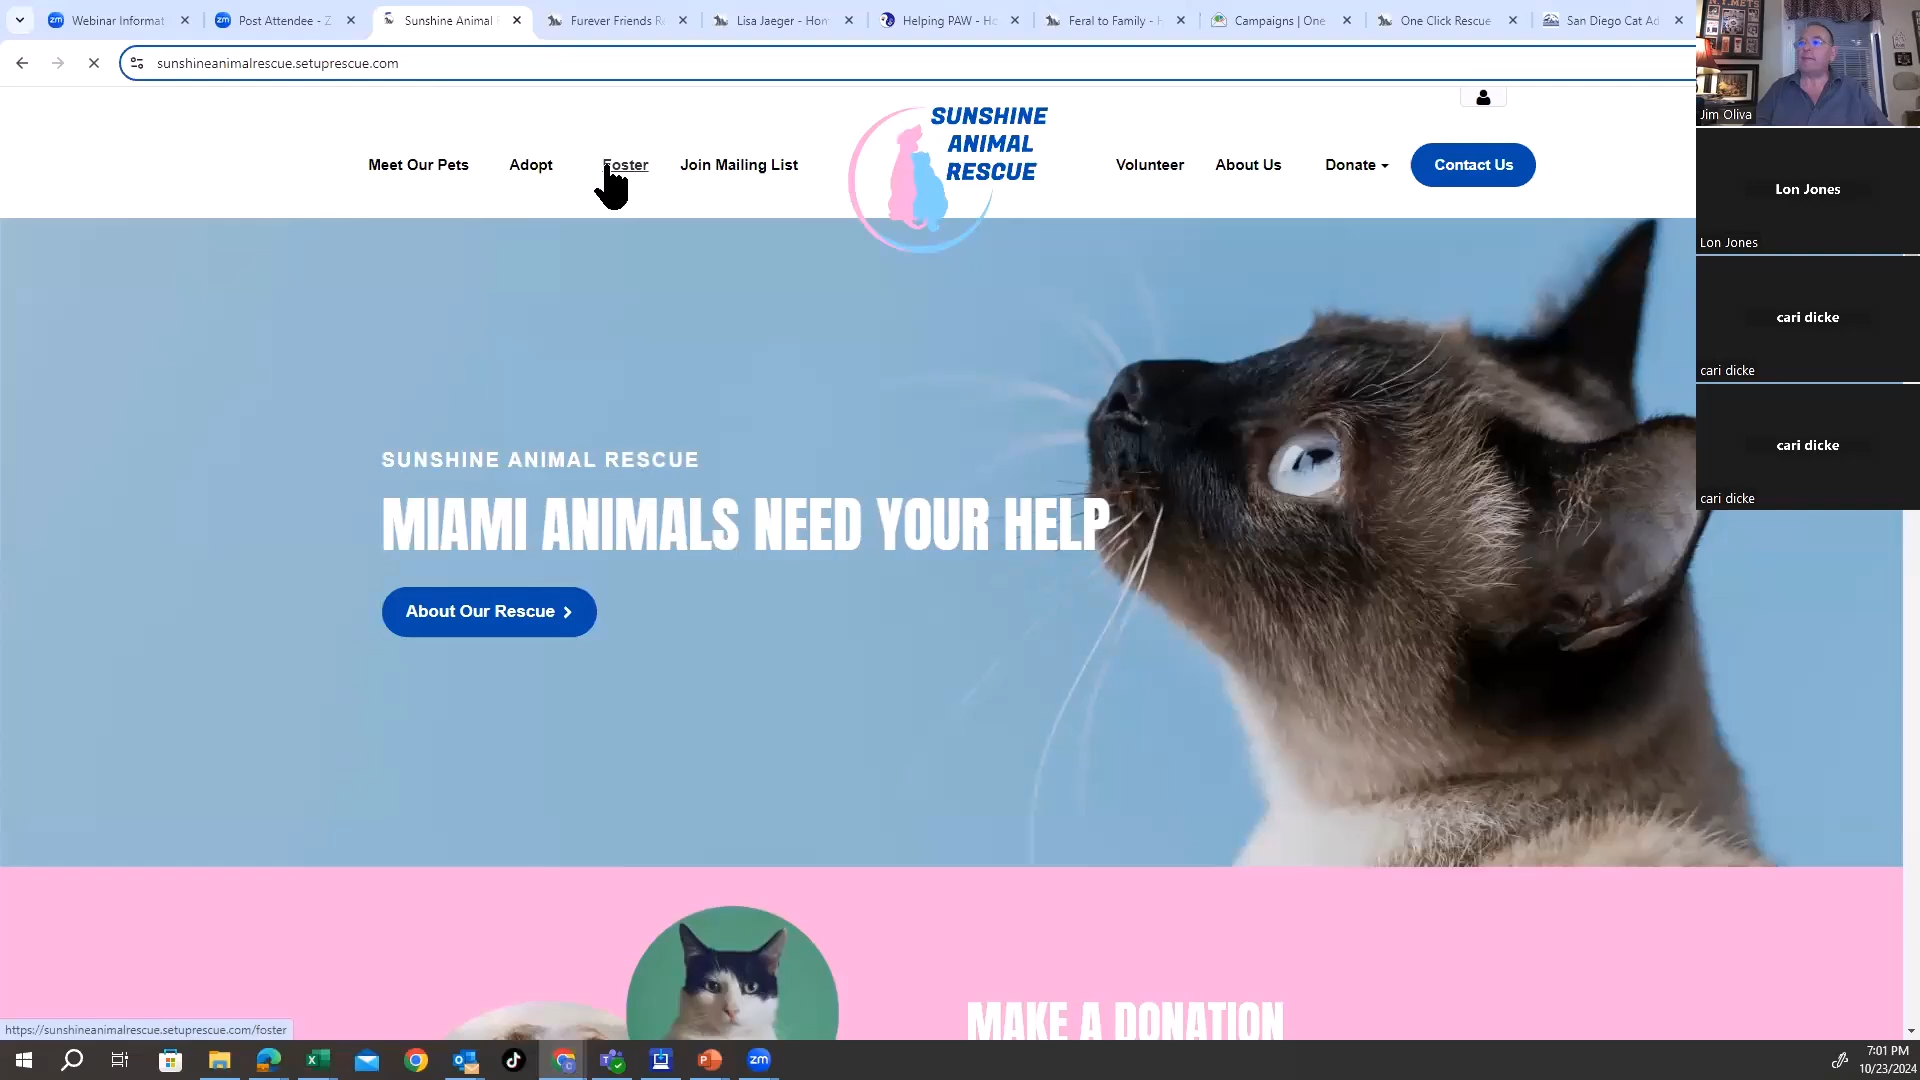 Webinar Informat
Post Attendee - Z
Sunshine Animal
Furever Friends R
Lisa Jaeger - Hom
Helping PAW - Ho
Feral to Family - H
Campaigns | One
One Click Rescue
San Diego Cat Ad
sunshineanimalrescue.setuprescue.com
Meet Our Pets
Adopt
Foster
Join Mailing List
SUNSHINE
ANIMAL
RESCUE
Volunteer
About Us
Donate
Contact Us
SUNSHINE ANIMAL RESCUE
MIAMI ANIMALS NEED YOUR HELP
About Our Rescue
MAKE A DONATION
https://sunshineanimalrescue.setuprescue.com/foster
Jim Oliva
Lon Jones
Lon Jones
cari dicke
cari dicke
cari dicke
cari dicke
zm
7:01 PM
10/23/2024